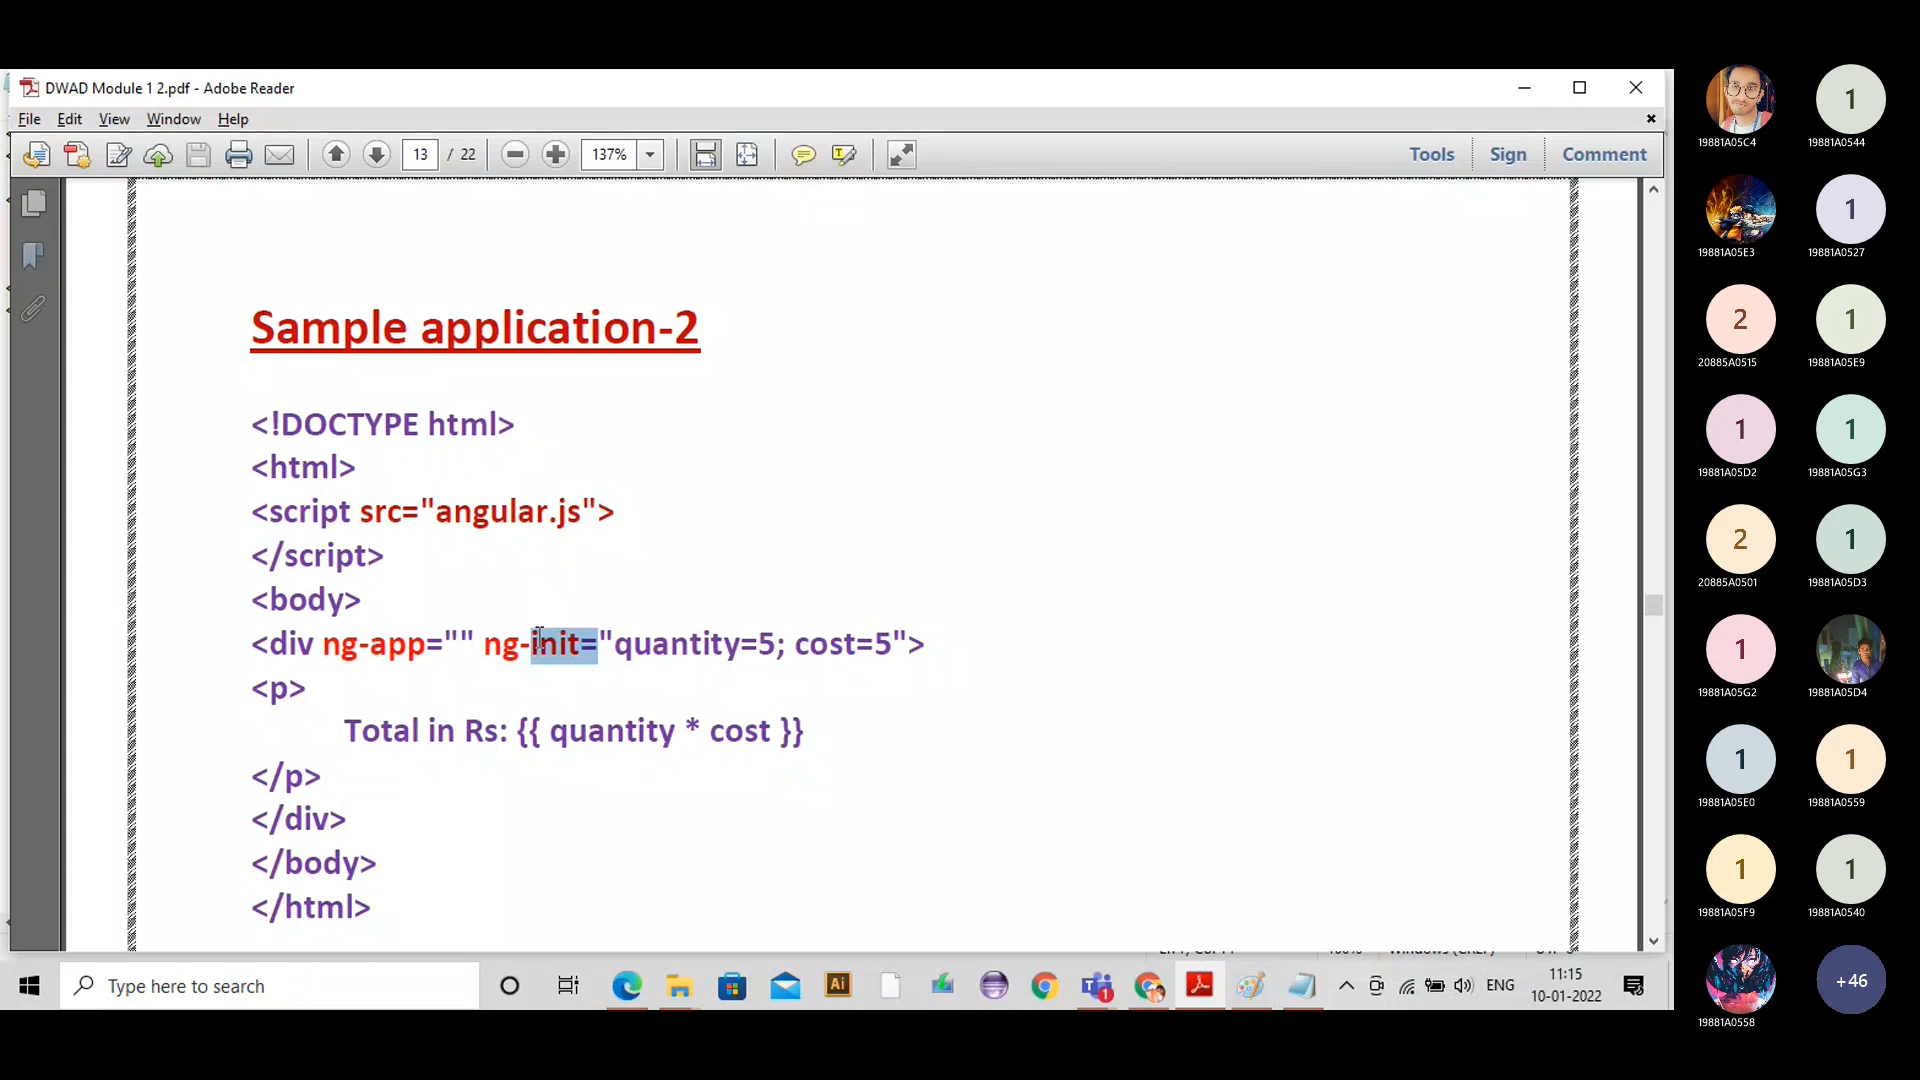 DWAD Module 1 2.pdf - Adobe Reader
File Edit View Window Help
13 / 22 137% Tools Sign Comment
Sample application-2
<!DOCTYPE html>
<html>
<script src="angular.js">
</script>
<body>
<div ng-app="" ng-init="quantity=5; cost=5">
<p>
Total in Rs: {{ quantity * cost }}
</p>
</div>
</body>
</html>
Type here to search
Ai
1
ENG
11:15
10-01-2022
1
19881A05C4 19881A0544
1
19881A05E3 19881A0527
2 1
20885A0515 19881A05E9
1 1
19881A05D2 19881A05G3
2 1
20885A0501 19881A05D3
1
19881A05G2 19881A05D4
1 1
19881A05E0 19881A0559
1 1
19881A05F9 19881A0540
+46
19881A0558